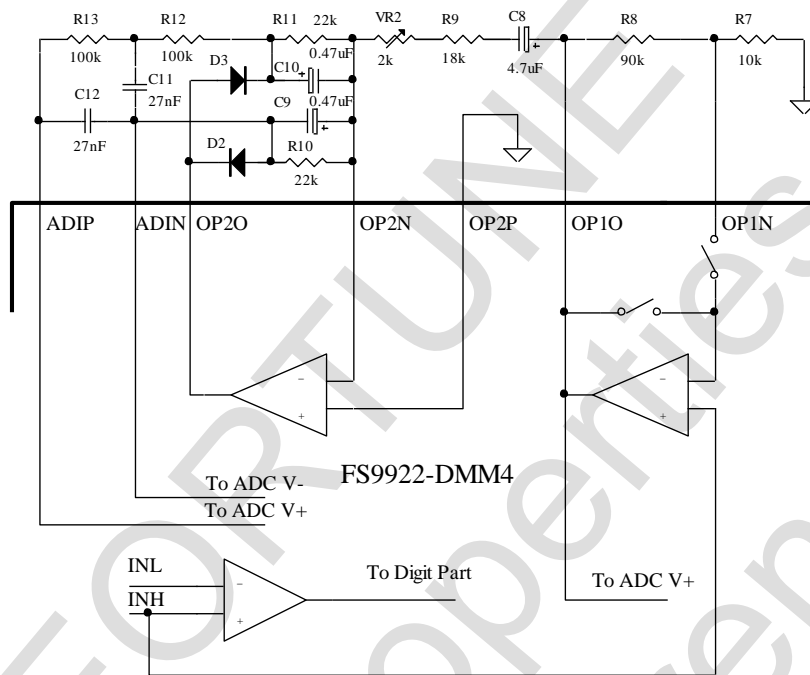 R13 R12 R11 22k VR2 R9 C8 R8 R7
100k 100k 0.47uF 2k 18k 4.7uF 90k 10k
D3 C10 +
C11
27nF 0.47uF
C12 C9
27nF +
D2 R10
22k
ADIP ADIN OP2O OP2N OP2P OP1O OP1N
− −
+ +
FS9922-DMM4
To ADC V-
To ADC V+
INL To Digit Part To ADC V+
INH
−
+
FORTUNE
Properties